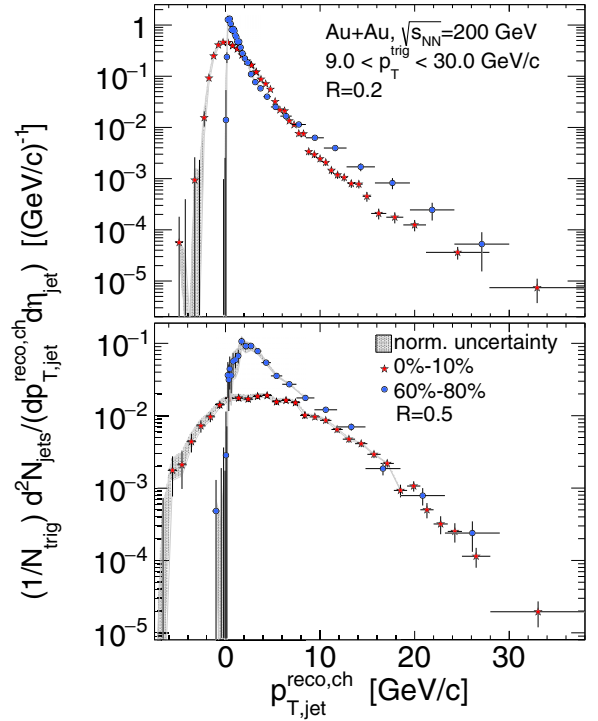 1
10⁻¹
10⁻²
10⁻³
10⁻⁴
10⁻⁵
Au+Au, √s_NN=200 GeV
9.0 < p_T^trig < 30.0 GeV/c
R=0.2
10⁻¹
10⁻²
10⁻³
10⁻⁴
10⁻⁵
norm. uncertainty
0%-10%
60%-80%
R=0.5
0 10 20 30
p_T,jet^reco,ch [GeV/c]
(1/N_trig) d²N_jets/(dp_T,jet^reco,ch dη_jet) [(GeV/c)⁻¹]